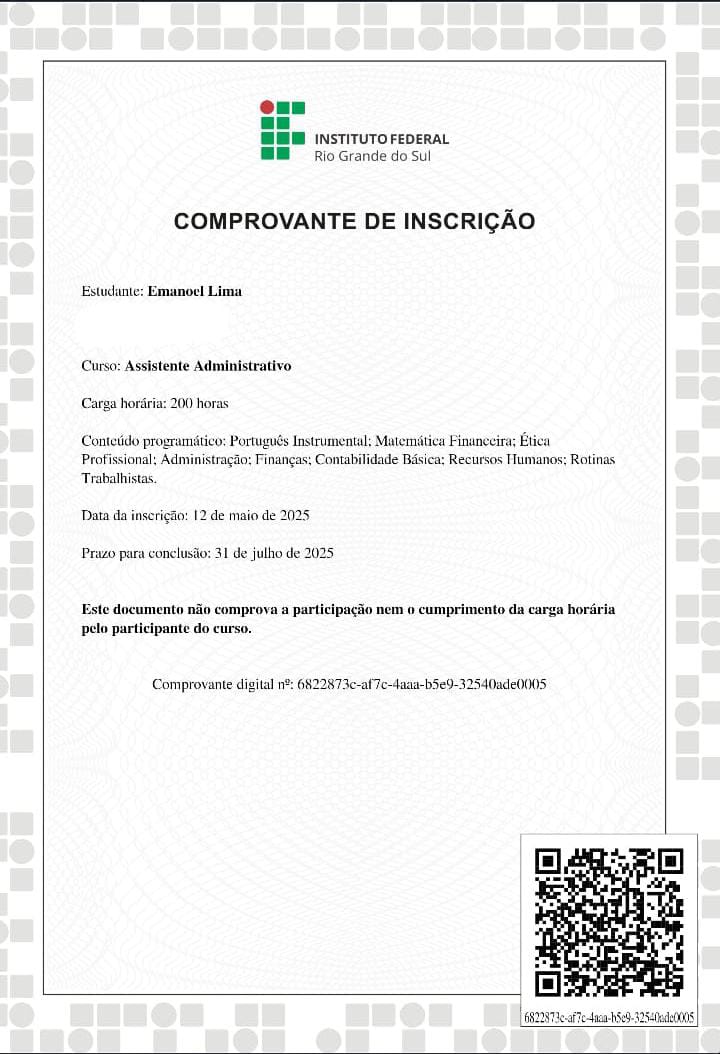 INSTITUTO FEDERAL
Rio Grande do Sul
COMPROVANTE DE INSCRIÇÃO
Estudante: Emanoel Lima
Curso: Assistente Administrativo
Carga horária: 200 horas
Conteúdo programático: Português Instrumental; Matemática Financeira; Ética
Profissional; Administração; Finanças; Contabilidade Básica; Recursos Humanos; Rotinas
Trabalhistas.
Data da inscrição: 12 de maio de 2025
Prazo para conclusão: 31 de julho de 2025
Este documento não comprova a participação nem o cumprimento da carga horária
pelo participante do curso.
Comprovante digital nº: 6822873c-af7c-4aaa-b5e9-32540ade0005
6822873c-af7c-4aaa-b5e9-32540ade0005